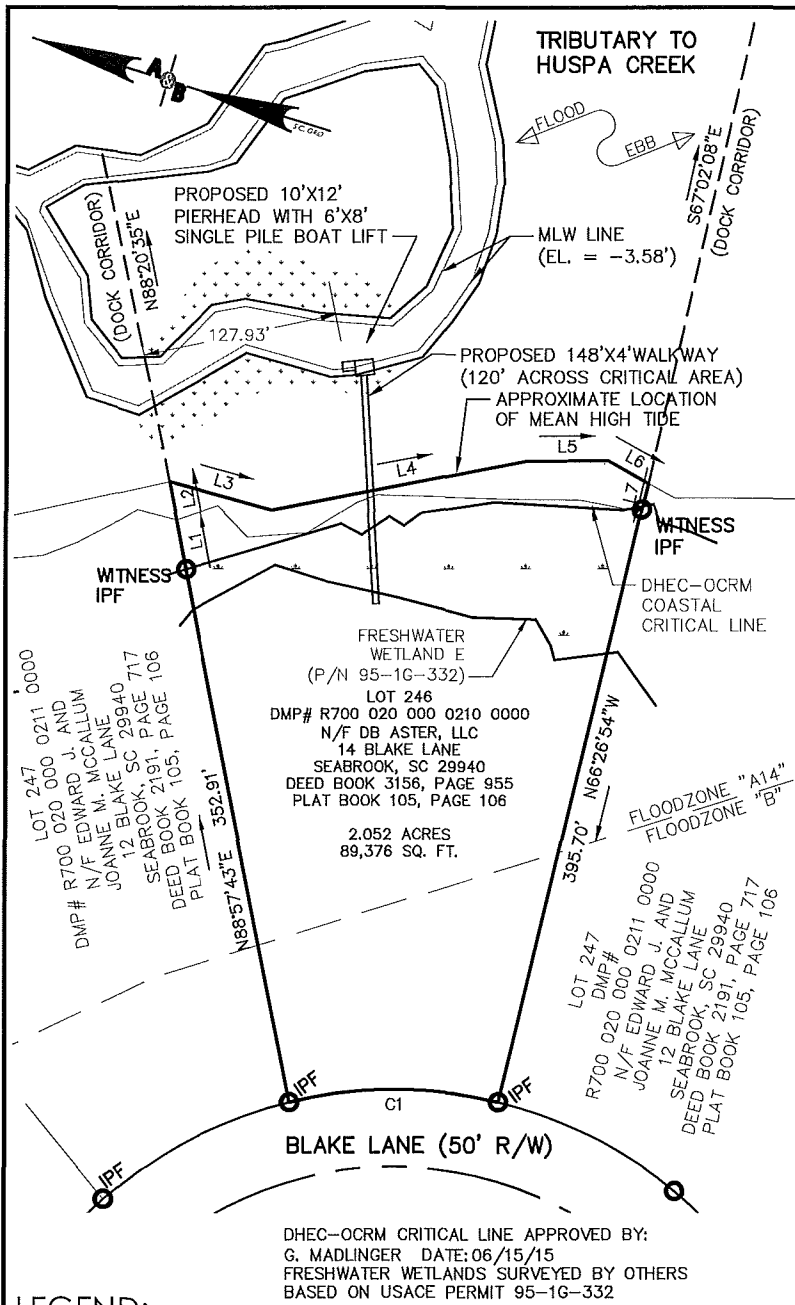 TRIBUTARY TO
HUSPA CREEK
A
B
SC GRID
FLOOD
EBB
S67°02'08"E
(DOCK CORRIDOR)
(DOCK CORRIDOR)
N88°20'35"E
PROPOSED 10'X12'
PIERHEAD WITH 6'X8'
SINGLE PILE BOAT LIFT
MLW LINE
(EL. = -3.58')
127.93'
PROPOSED 148'X4'WALKWAY
(120' ACROSS CRITICAL AREA)
APPROXIMATE LOCATION
OF MEAN HIGH TIDE
L1
L2
L3
L4
L5
L6
L7
WITNESS
IPF
WITNESS
IPF
DHEC-OCRM
COASTAL
CRITICAL LINE
FRESHWATER
WETLAND E
(P/N 95-1G-332)
LOT 246
DMP# R700 020 000 0210 0000
N/F DB ASTER, LLC
14 BLAKE LANE
SEABROOK, SC 29940
DEED BOOK 3156, PAGE 955
PLAT BOOK 105, PAGE 106
2.052 ACRES
89,376 SQ. FT.
LOT 247
DMP# R700 020 000 0211 0000
N/F EDWARD J. AND
JOANNE M. MCCALLUM
12 BLAKE LANE
SEABROOK, SC 29940
DEED BOOK 2191, PAGE 717
PLAT BOOK 105, PAGE 106
N88°57'43"E 352.91'
395.70' N66°26'54"W
FLOODZONE "A14"
FLOODZONE "B"
LOT 247
DMP#
R700 020 000 0211 0000
N/F EDWARD J. AND
JOANNE M. MCCALLUM
12 BLAKE LANE
SEABROOK, SC 29940
DEED BOOK 2191, PAGE 717
PLAT BOOK 105, PAGE 106
IPF
IPF
IPF
C1
BLAKE LANE (50' R/W)
DHEC-OCRM CRITICAL LINE APPROVED BY:
G. MADLINGER DATE:06/15/15
FRESHWATER WETLANDS SURVEYED BY OTHERS
BASED ON USACE PERMIT 95-1G-332
LEGEND: